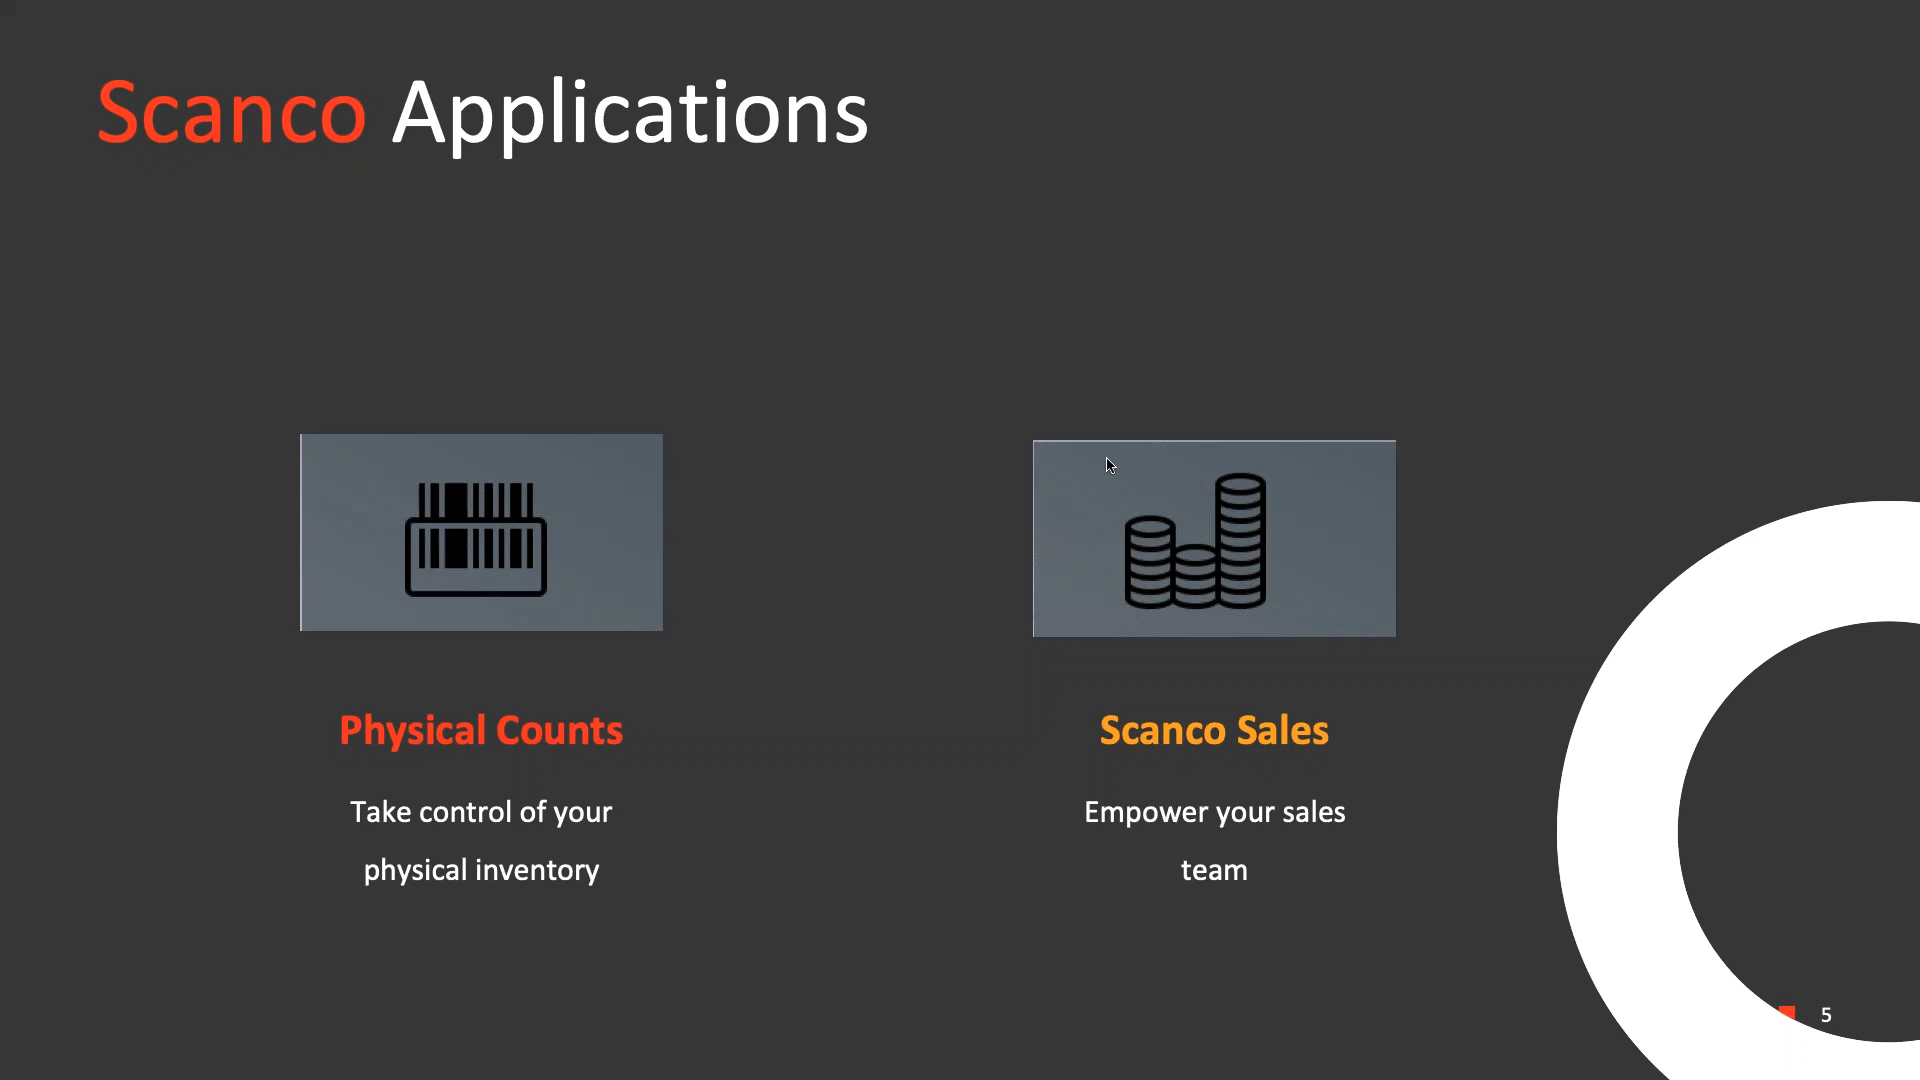 Scanco Applications
Physical Counts
Take control of your
physical inventory
Scanco Sales
Empower your sales
team
5